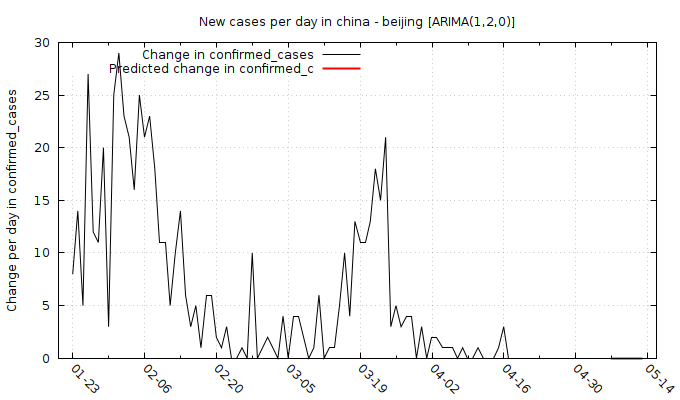 New cases per day in china - beijing [ARIMA(1,2,0)]
Change in confirmed_cases
Predicted change in confirmed_c
Change per day in confirmed_cases
30
25
20
15
10
5
0
01-23 02-06 02-20 03-05 03-19 04-02 04-16 04-30 05-14